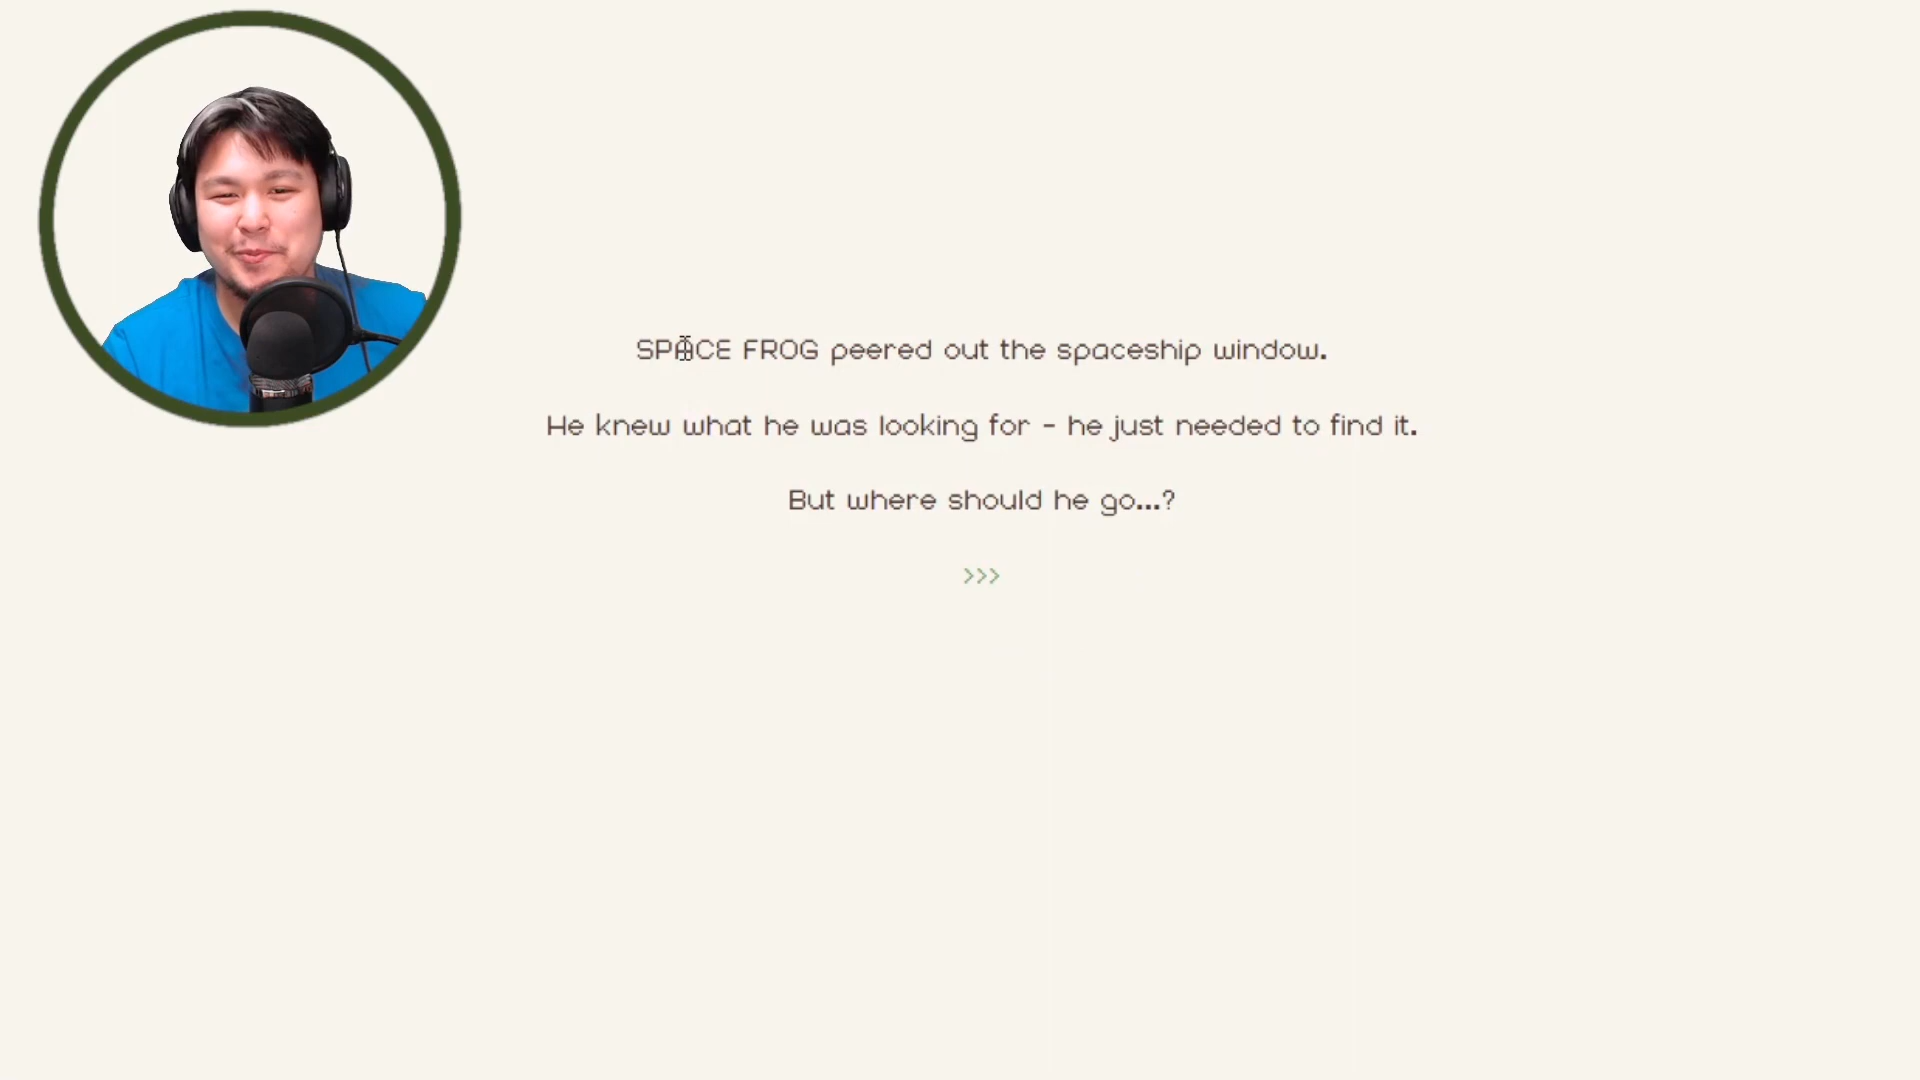 SPACE FROG peered out the spaceship window.
He knew what he was looking for - he just needed to find it.
But where should he go...?
>>>